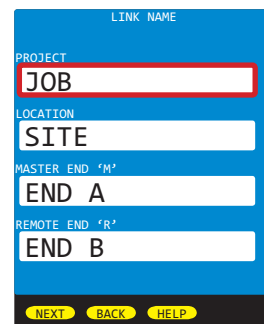 LINK NAME
PROJECT
JOB
LOCATION
SITE
MASTER END ‘M’
END A
REMOTE END ‘R’
END B
NEXT BACK HELP